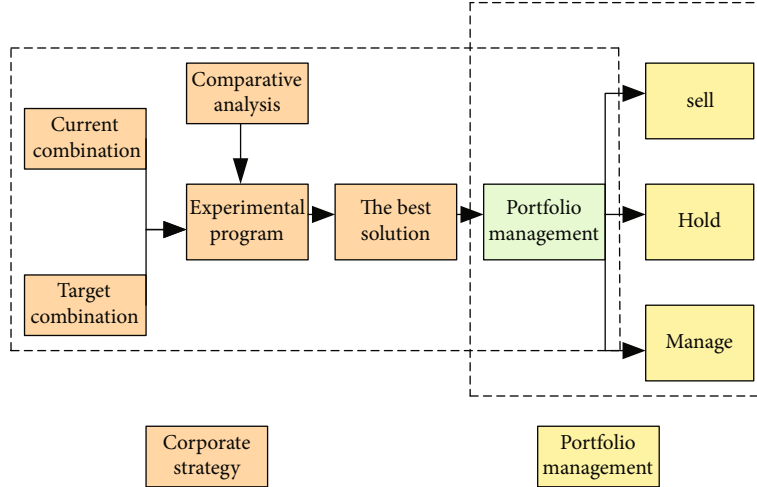 Comparative
analysis
sell
Current
combination
Experimental
program
The best
solution
Portfolio
management
Hold
Target
combination
Manage
Corporate
strategy
Portfolio
management